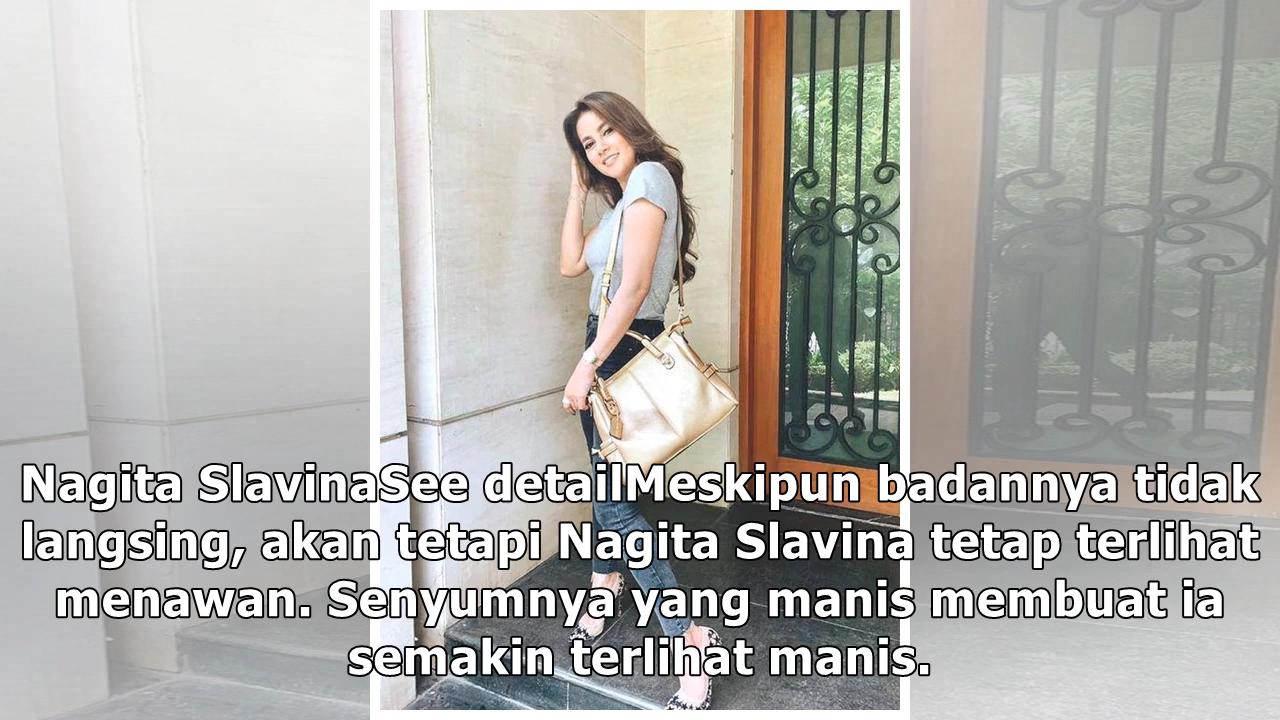 Nagita SlavinaSee detailMeskipun badannya tidak
langsing, akan tetapi Nagita Slavina tetap terlihat
menawan. Senyumnya yang manis membuat ia
semakin terlihat manis.